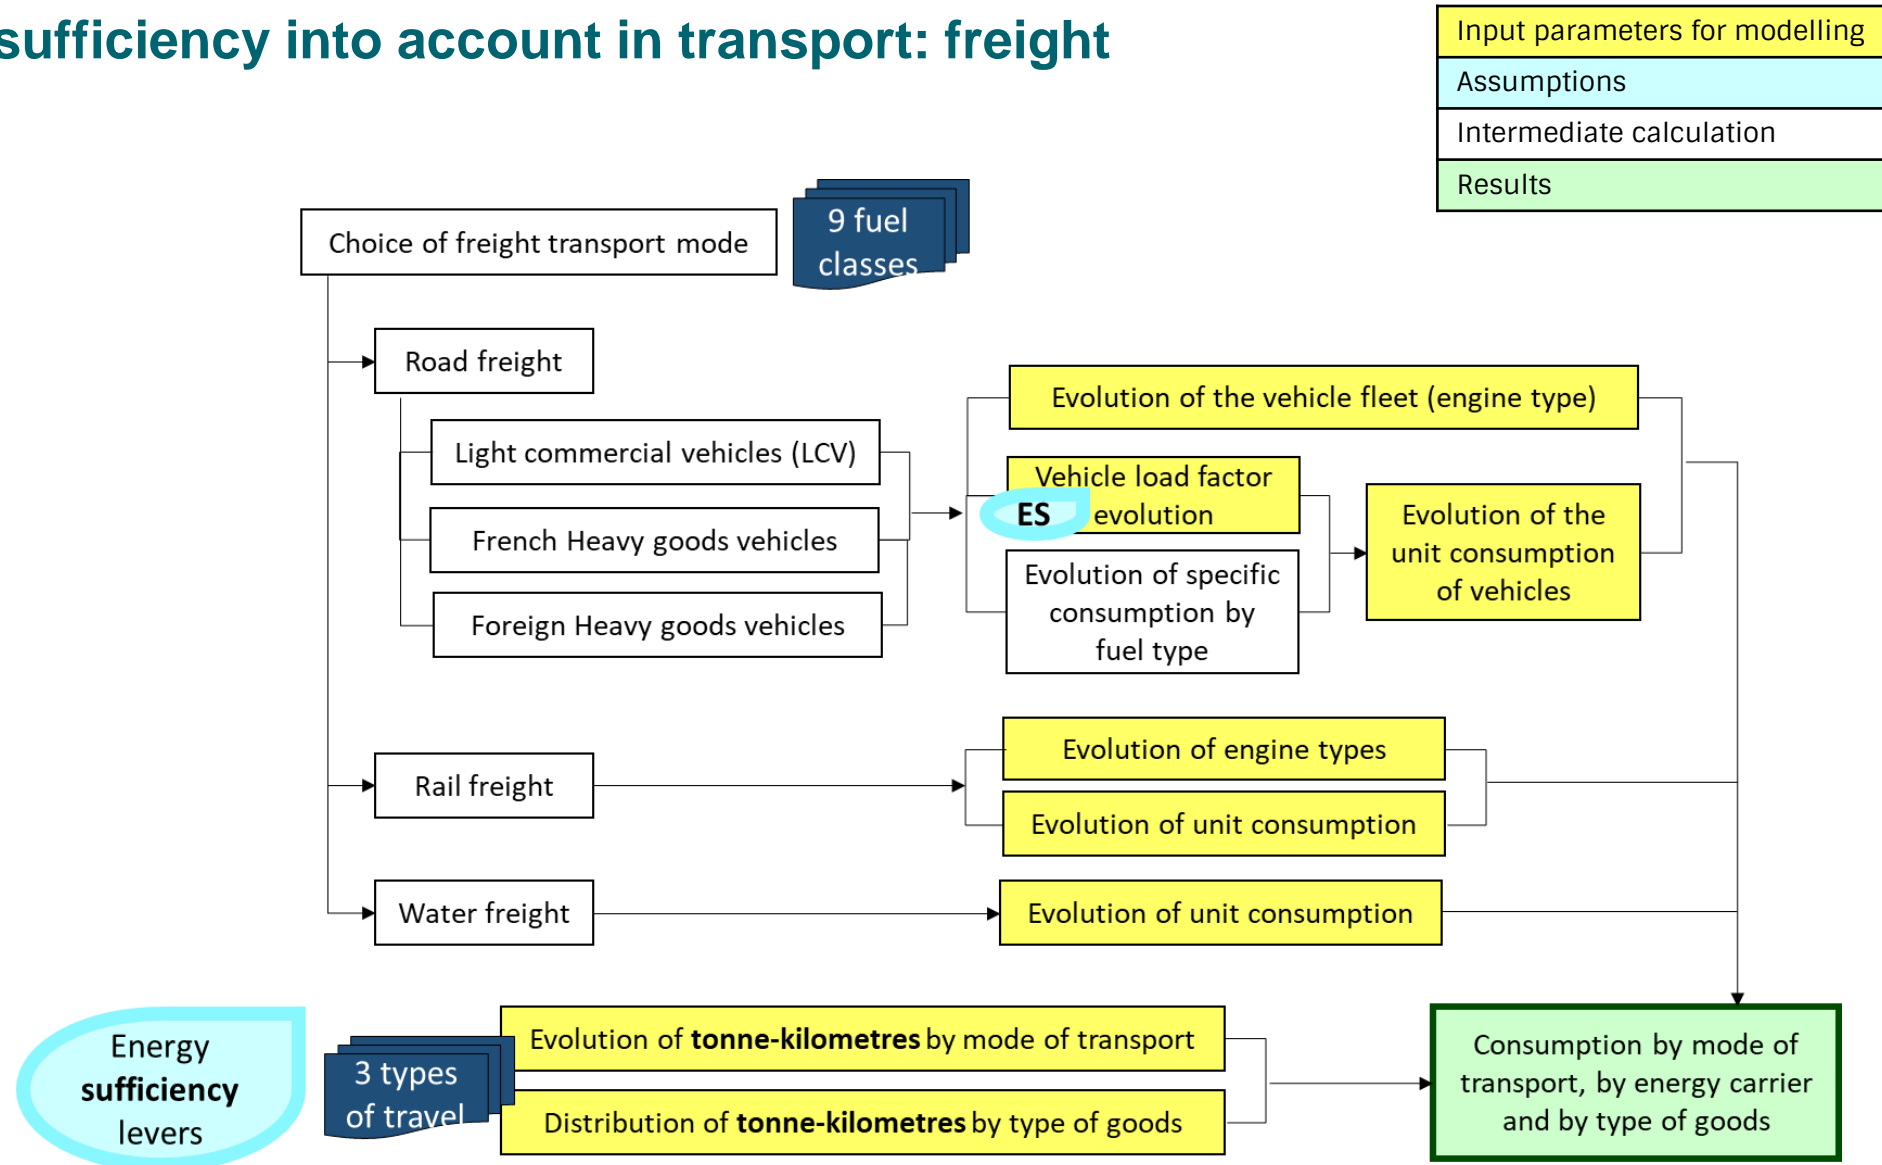 sufficiency into account in transport: freight
Input parameters for modelling
Assumptions
Intermediate calculation
Results
Choice of freight transport mode
9 fuel
classes
Road freight
Light commercial vehicles (LCV)
French Heavy goods vehicles
Foreign Heavy goods vehicles
Evolution of the vehicle fleet (engine type)
Vehicle load factor
ES evolution
Evolution of specific
consumption by
fuel type
Evolution of the
unit consumption
of vehicles
Rail freight
Evolution of engine types
Evolution of unit consumption
Water freight
Evolution of unit consumption
Energy
sufficiency
levers
3 types
of travel
Evolution of tonne-kilometres by mode of transport
Distribution of tonne-kilometres by type of goods
Consumption by mode of
transport, by energy carrier
and by type of goods